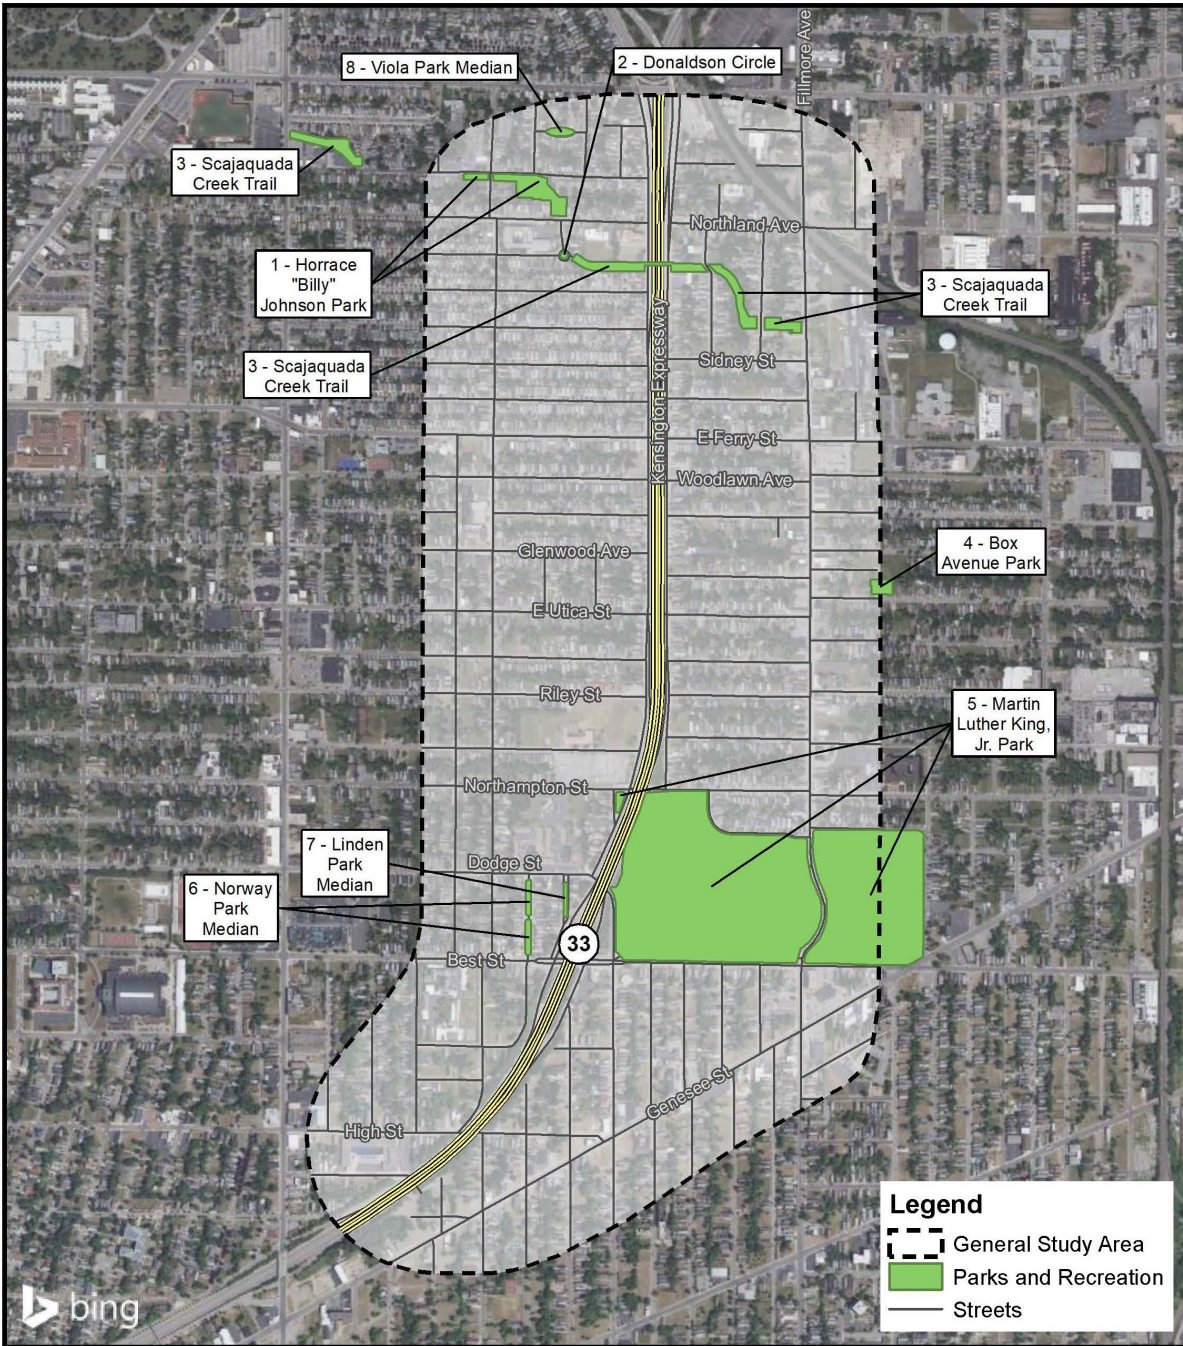 Fillmore Ave
8 - Viola Park Median
2 - Donaldson Circle
3 - Scajaquada
Creek Trail
Northland Ave
1 - Horrace
"Billy"
Johnson Park
3 - Scajaquada
Creek Trail
Kensington Expressway
3 - Scajaquada
Creek Trail
Sidney St
E Ferry St
Woodlawn Ave
Glenwood Ave
4 - Box
Avenue Park
E Utica St
Riley St
5 - Martin
Luther King,
Jr. Park
Northampton St
7 - Linden
Park
Median
Dodge St
6 - Norway
Park
Median
33
Best St
Genesee St
High St
Legend
General Study Area
Parks and Recreation
Streets
bing